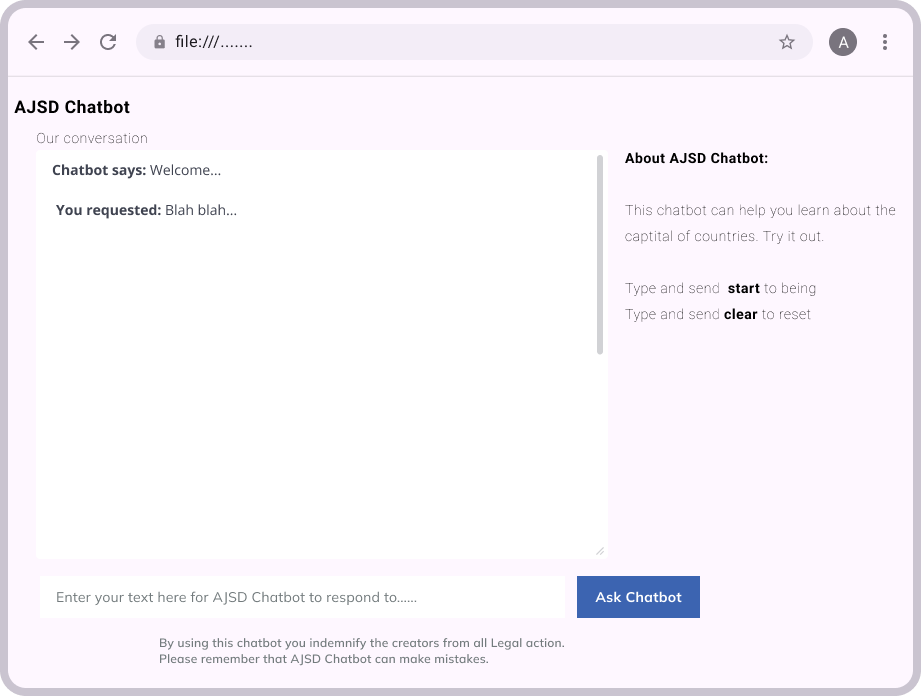 file:///.......
A
AJSD Chatbot
Our conversation
Chatbot says: Welcome...
You requested: Blah blah...
About AJSD Chatbot:
This chatbot can help you learn about the
captital of countries. Try it out.
Type and send start to being
Type and send clear to reset
Enter your text here for AJSD Chatbot to respond to......
Ask Chatbot
By using this chatbot you indemnify the creators from all Legal action.
Please remember that AJSD Chatbot can make mistakes.